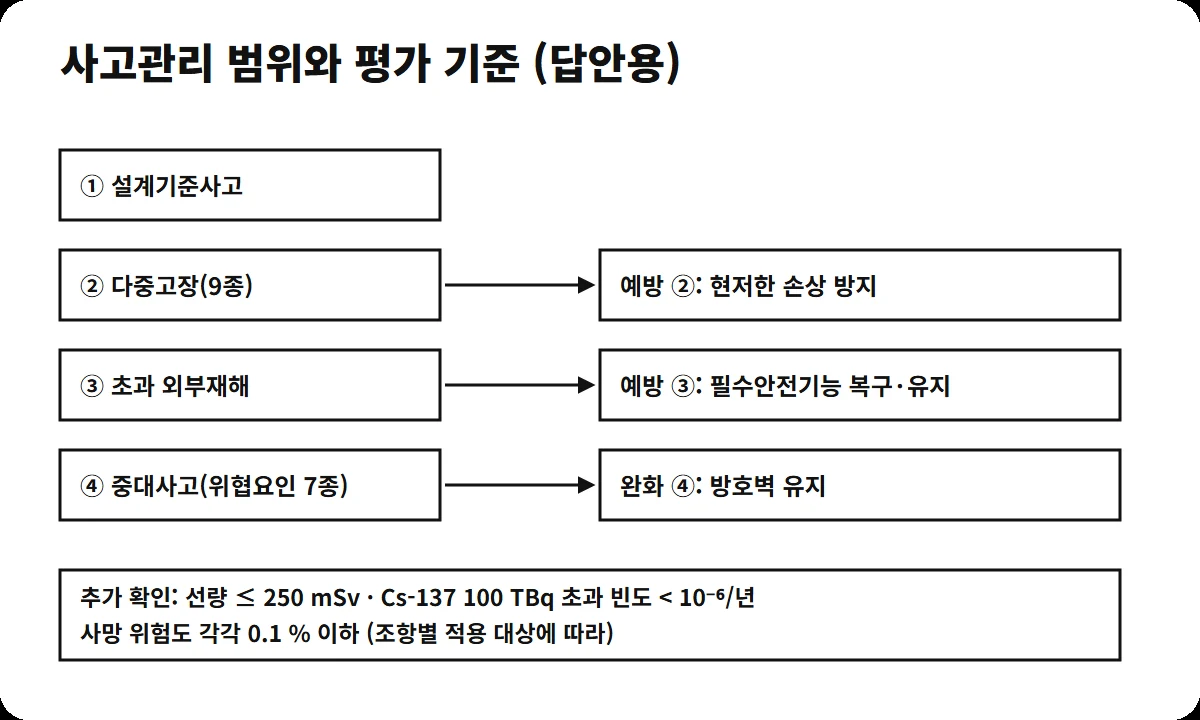 사고관리 범위와 평가 기준 (답안용)
① 설계기준사고
② 다중고장(9종)
예방 ②: 현저한 손상 방지
③ 초과 외부재해
예방 ③: 필수안전기능 복구·유지
④ 중대사고(위협요인 7종)
완화 ④: 방호벽 유지
추가 확인: 선량 ≤ 250 mSv · Cs-137 100 TBq 초과 빈도 < 10⁻⁶/년
사망 위험도 각각 0.1 % 이하 (조항별 적용 대상에 따라)